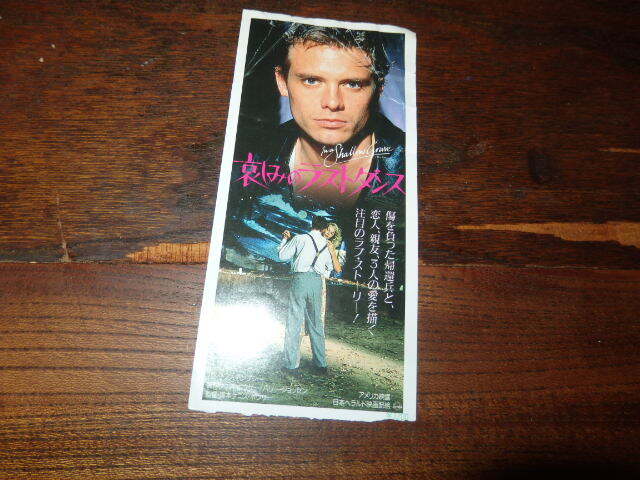 In a
Shallow Grave
哀しみのラストダンス
傷を負った帰還兵と、
恋人、親友、3人の愛を描く
注目のラブ・ストーリー！
アメリカ映画
日本ヘラルド映画配給